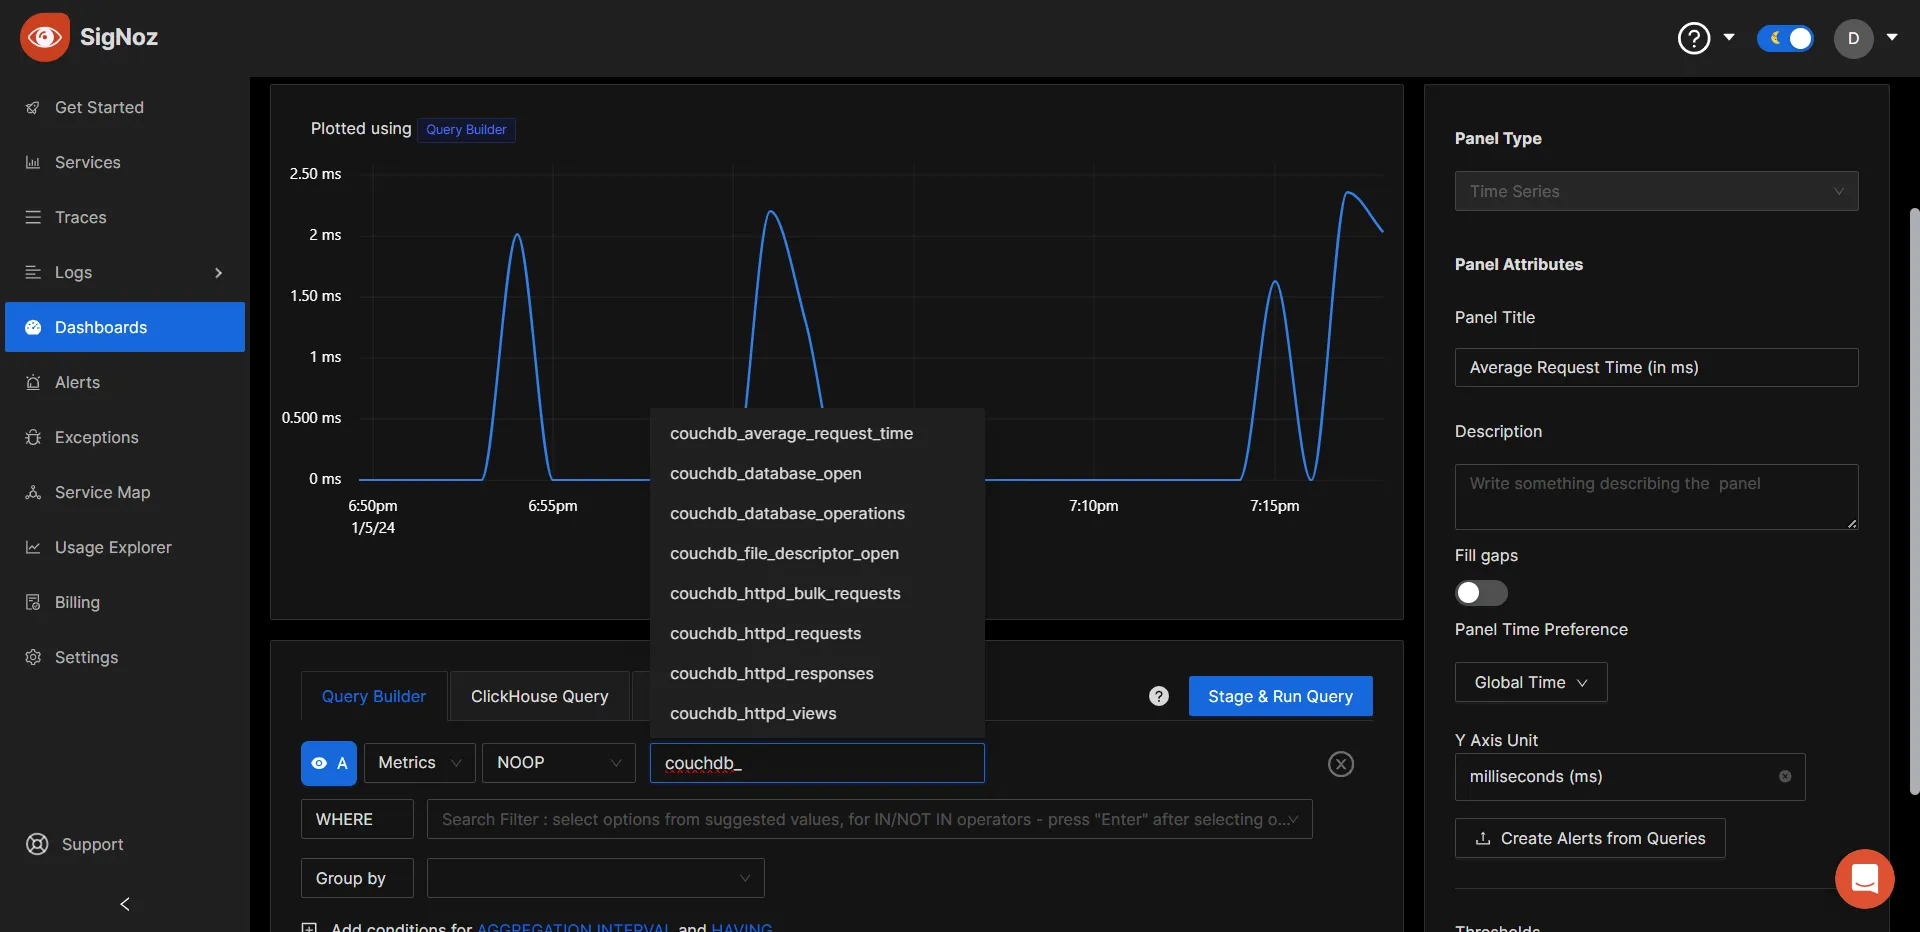 SigNoz
D
Get Started
Services
Traces
Logs
Dashboards
Alerts
Exceptions
Service Map
Usage Explorer
Billing
Settings
Support
Plotted using Query Builder
2.50 ms
2 ms
1.50 ms
1 ms
0.500 ms
0 ms
6:50pm 6:55pm 7:10pm 7:15pm
1/5/24
couchdb_average_request_time
couchdb_database_open
couchdb_database_operations
couchdb_file_descriptor_open
couchdb_httpd_bulk_requests
couchdb_httpd_requests
couchdb_httpd_responses
couchdb_httpd_views
Query Builder ClickHouse Query ? Stage & Run Query
A Metrics NOOP couchdb_
WHERE Search Filter : select options from suggested values, for IN/NOT IN operators - press "Enter" after selecting o...
Group by
Add conditions for AGGREGATION INTERVAL and HAVING
Panel Type
Time Series
Panel Attributes
Panel Title
Average Request Time (in ms)
Description
Write something describing the  panel
Fill gaps
Panel Time Preference
Global Time
Y Axis Unit
milliseconds (ms)
Create Alerts from Queries
Thresholds